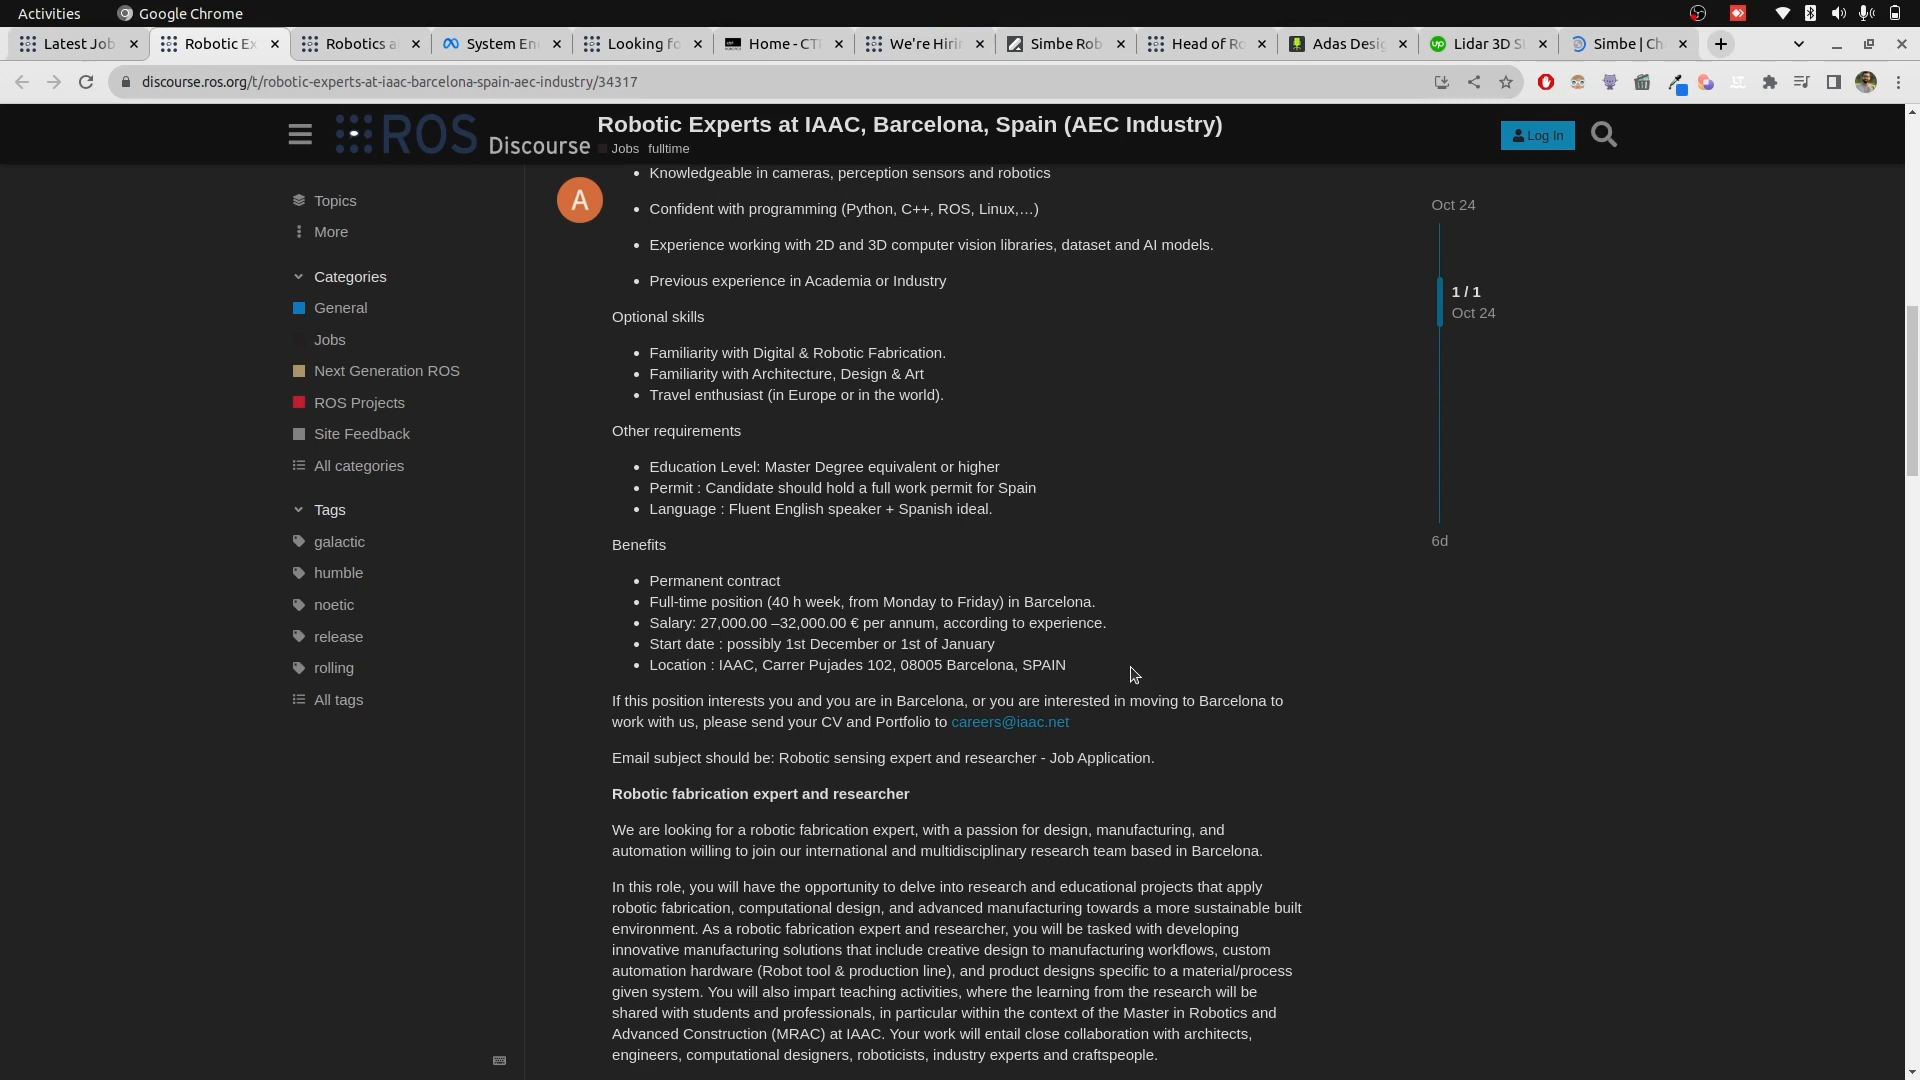 Activities
Google Chrome
Latest Job
Robotic Ex
Robotics a
System En
Looking fo
Home - CT
We're Hirin
Simbe Rob
Head of Ro
Adas Desig
Lidar 3D S
Simbe | Ch
discourse.ros.org/t/robotic-experts-at-iaac-barcelona-spain-aec-industry/34317
ROS Discourse
Robotic Experts at IAAC, Barcelona, Spain (AEC Industry)
Jobs fulltime
Log In
Topics
More
Categories
General
Jobs
Next Generation ROS
ROS Projects
Site Feedback
All categories
Tags
galactic
humble
noetic
release
rolling
All tags
A
Knowledgeable in cameras, perception sensors and robotics
Confident with programming (Python, C++, ROS, Linux,…)
Experience working with 2D and 3D computer vision libraries, dataset and AI models.
Previous experience in Academia or Industry
Optional skills
Familiarity with Digital & Robotic Fabrication.
Familiarity with Architecture, Design & Art
Travel enthusiast (in Europe or in the world).
Other requirements
Education Level: Master Degree equivalent or higher
Permit : Candidate should hold a full work permit for Spain
Language : Fluent English speaker + Spanish ideal.
Benefits
Permanent contract
Full-time position (40 h week, from Monday to Friday) in Barcelona.
Salary: 27,000.00 –32,000.00 € per annum, according to experience.
Start date : possibly 1st December or 1st of January
Location : IAAC, Carrer Pujades 102, 08005 Barcelona, SPAIN
If this position interests you and you are in Barcelona, or you are interested in moving to Barcelona to
work with us, please send your CV and Portfolio to careers@iaac.net
Email subject should be: Robotic sensing expert and researcher - Job Application.
Robotic fabrication expert and researcher
We are looking for a robotic fabrication expert, with a passion for design, manufacturing, and
automation willing to join our international and multidisciplinary research team based in Barcelona.
In this role, you will have the opportunity to delve into research and educational projects that apply
robotic fabrication, computational design, and advanced manufacturing towards a more sustainable built
environment. As a robotic fabrication expert and researcher, you will be tasked with developing
innovative manufacturing solutions that include creative design to manufacturing workflows, custom
automation hardware (Robot tool & production line), and product designs specific to a material/process
given system. You will also impart teaching activities, where the learning from the research will be
shared with students and professionals, in particular within the context of the Master in Robotics and
Advanced Construction (MRAC) at IAAC. Your work will entail close collaboration with architects,
engineers, computational designers, roboticists, industry experts and craftspeople.
Oct 24
1 / 1
Oct 24
6d